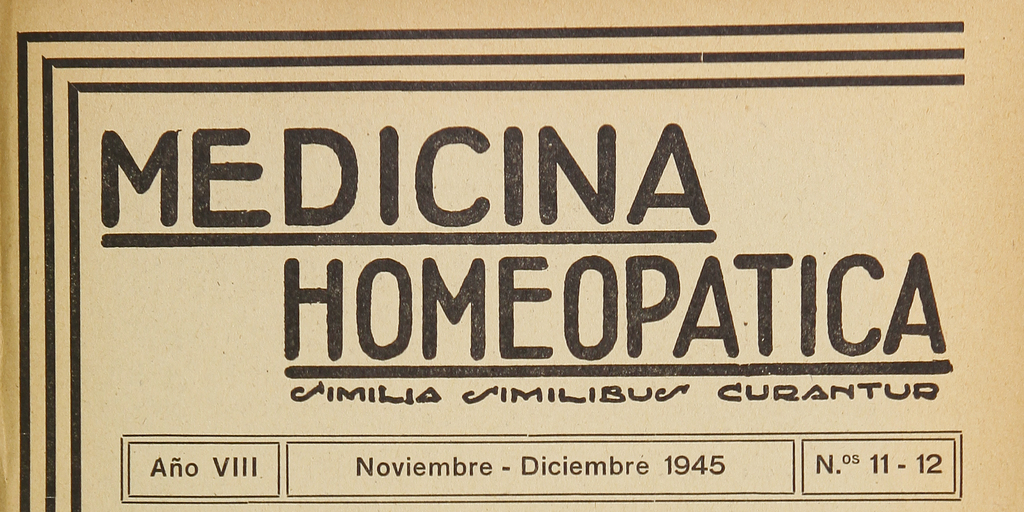 MEDICINA
HOMEOPATICA
SIMILIA SIMILIBUS CURANTUR
Año VIII
Noviembre - Diciembre 1945
N.ºˢ 11 - 12